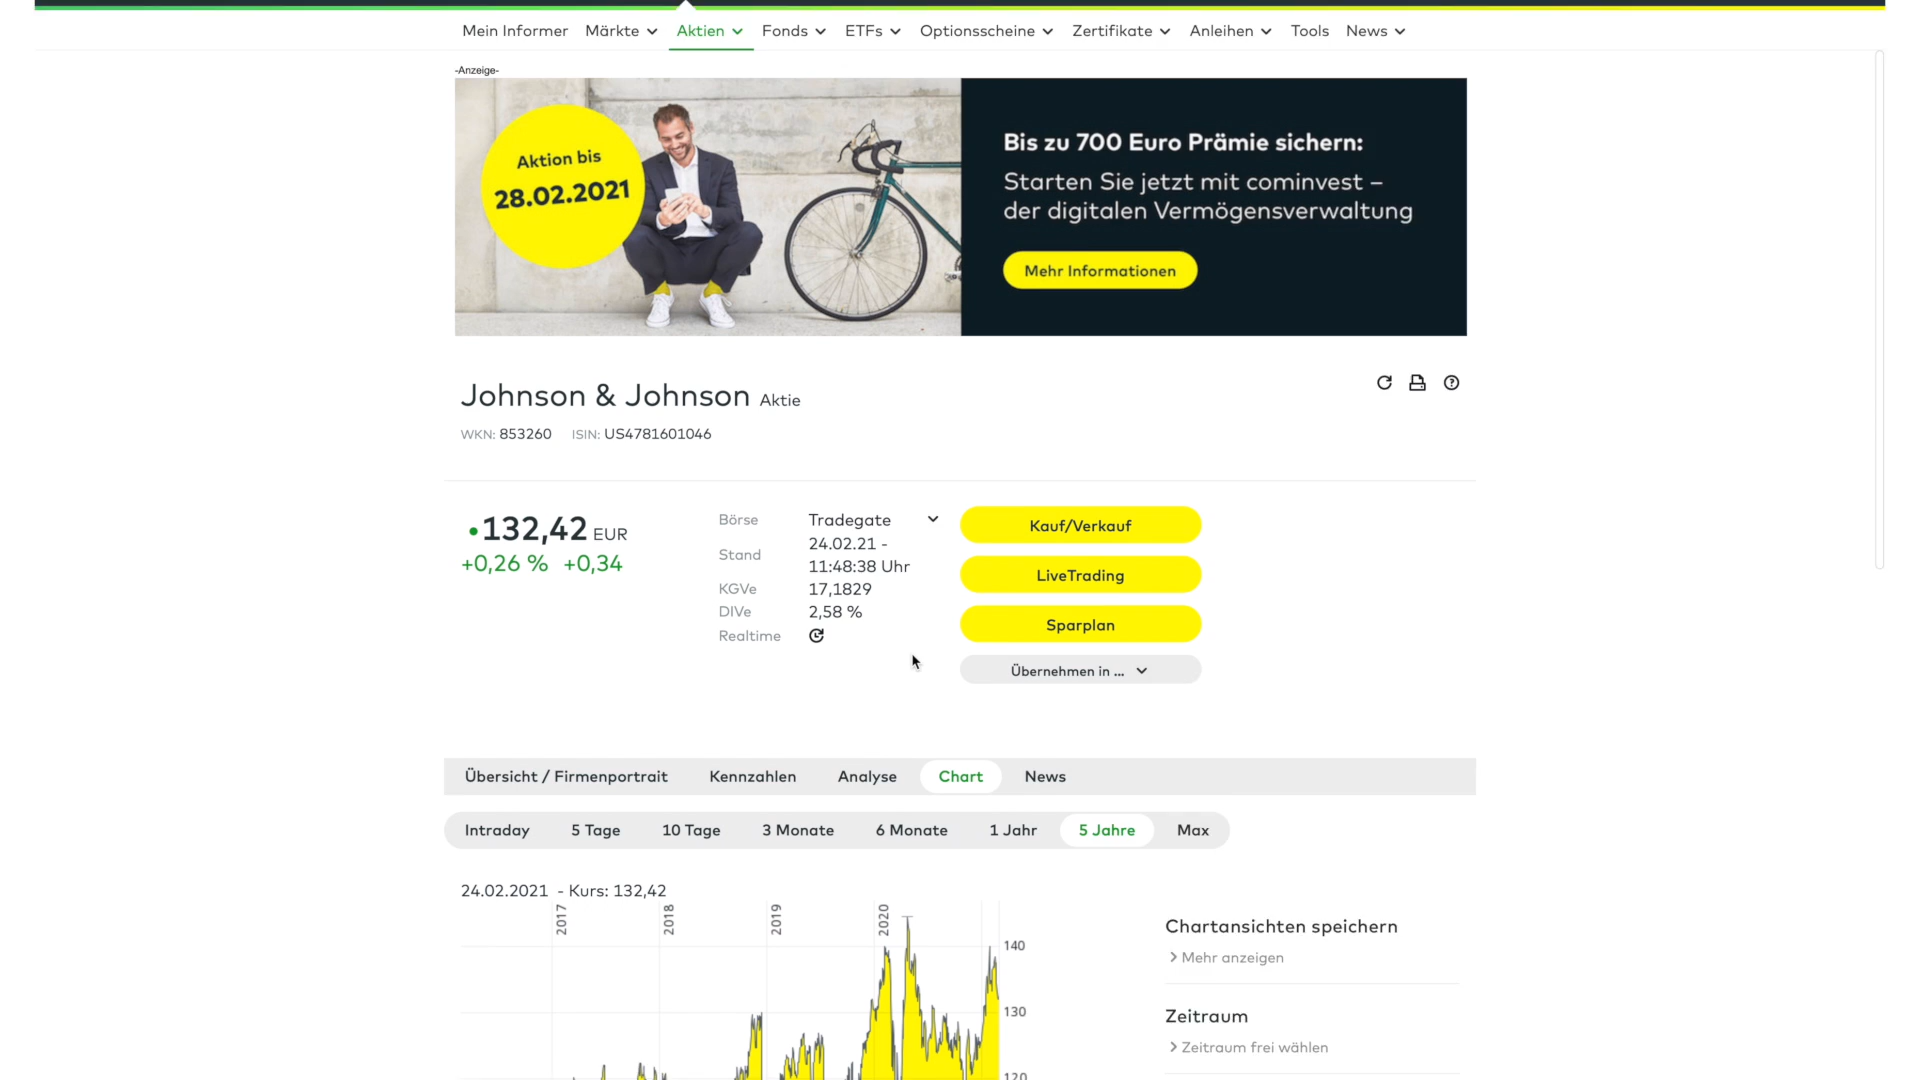 Mein Informer Märkte Aktien Fonds ETFs Optionsscheine Zertifikate Anleihen Tools News
-Anzeige-
Aktion bis
28.02.2021
Bis zu 700 Euro Prämie sichern:
Starten Sie jetzt mit cominvest –
der digitalen Vermögensverwaltung
Mehr Informationen
Johnson & Johnson Aktie
WKN: 853260 ISIN: US4781601046
132,42 EUR
+0,26 % +0,34
Börse Tradegate
Stand 24.02.21 -
11:48:38 Uhr
KGVe 17,1829
DIVe 2,58 %
Realtime
Kauf/Verkauf
LiveTrading
Sparplan
Übernehmen in ...
Übersicht / Firmenportrait Kennzahlen Analyse Chart News
Intraday 5 Tage 10 Tage 3 Monate 6 Monate 1 Jahr 5 Jahre Max
24.02.2021 - Kurs: 132,42
2017 2018 2019 2020
140
130
120
Chartansichten speichern
Mehr anzeigen
Zeitraum
Zeitraum frei wählen